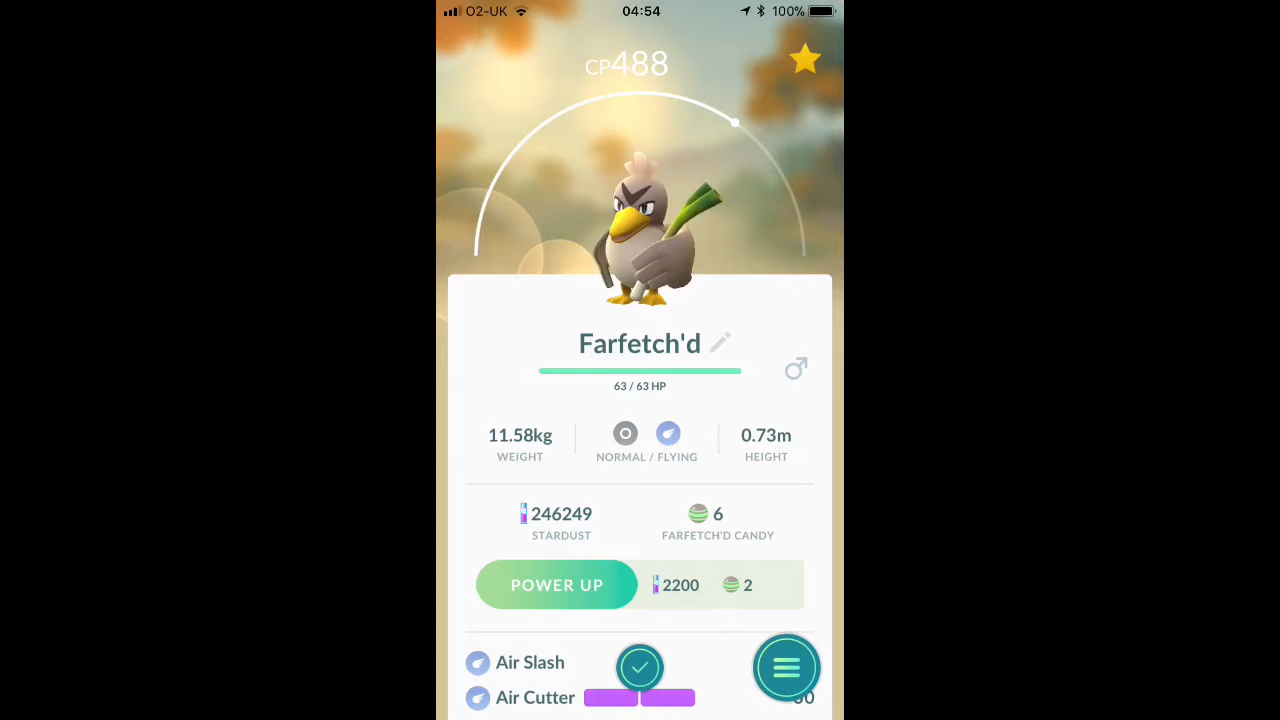 O2-UK 04:54 100%
CP488
Farfetch'd
63 / 63 HP
11.58kg NORMAL / FLYING 0.73m
WEIGHT HEIGHT
246249 6
STARDUST FARFETCH'D CANDY
POWER UP 2200 2
Air Slash
Air Cutter